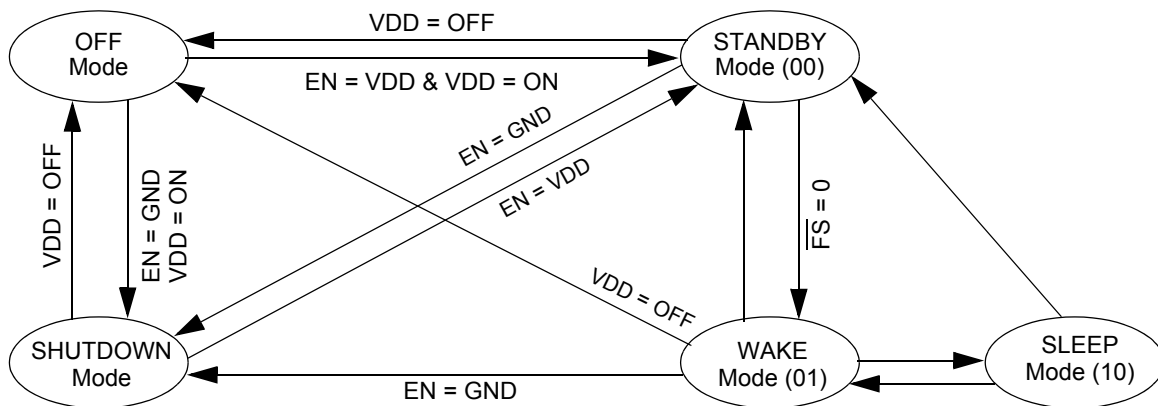 VDD = OFF
OFF
Mode
STANDBY
Mode (00)
EN = VDD & VDD = ON
EN = GND
EN = VDD
VDD = OFF
EN = GND
VDD = ON
F̅S̅ = 0
VDD = OFF
SHUTDOWN
Mode
WAKE
Mode (01)
SLEEP
Mode (10)
EN = GND